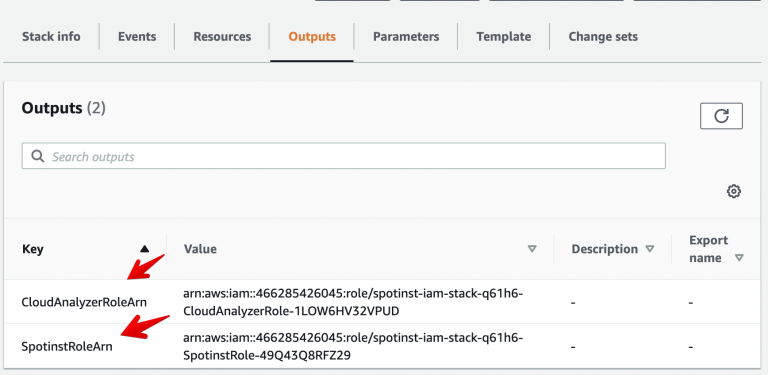 Stack info Events Resources Outputs Parameters Template Change sets
Outputs (2)
Search outputs
Key Value Description Export name
CloudAnalyzerRoleArn arn:aws:iam::466285426045:role/spotinst-iam-stack-q61h6-
CloudAnalyzerRole-1LOW6HV32VPUD - -
SpotinstRoleArn arn:aws:iam::466285426045:role/spotinst-iam-stack-q61h6-
SpotinstRole-49Q43Q8RFZ29 - -